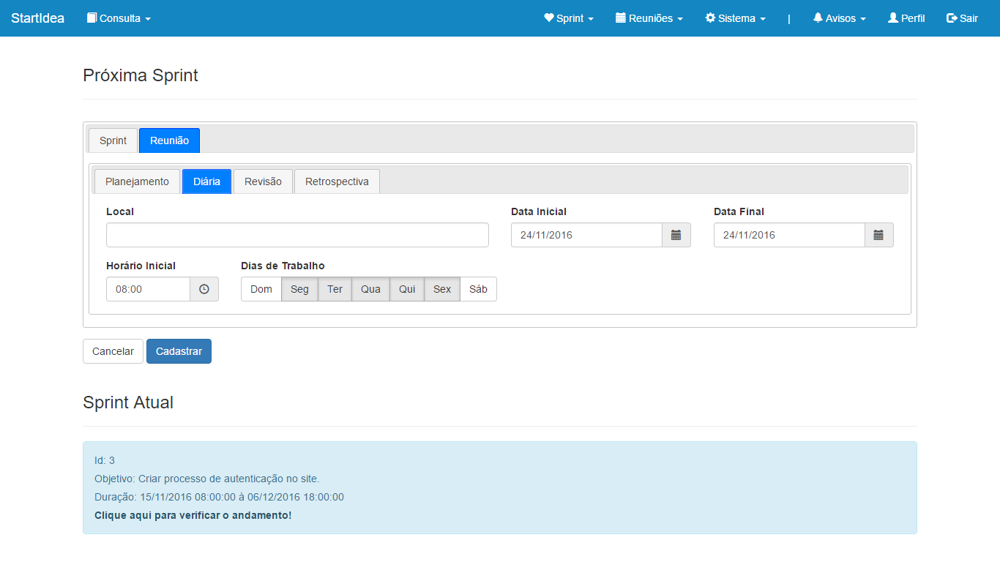 StartIdea Consulta Sprint Reuniões Sistema | Avisos Perfil Sair
Próxima Sprint
Sprint Reunião
Planejamento Diária Revisão Retrospectiva
Local Data Inicial Data Final
24/11/2016 24/11/2016
Horário Inicial Dias de Trabalho
08:00 Dom Seg Ter Qua Qui Sex Sáb
Cancelar Cadastrar
Sprint Atual
Id: 3
Objetivo: Criar processo de autenticação no site.
Duração: 15/11/2016 08:00:00 à 06/12/2016 18:00:00
Clique aqui para verificar o andamento!